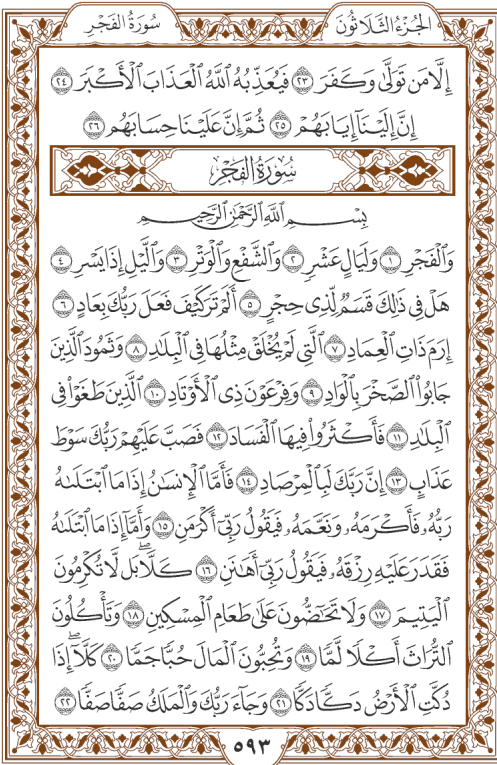 الجُزْءُ الثَّلَاثُونَ سُورَةُ الفَجْرِ
إِلَّا مَن تَوَلَّىٰ وَكَفَرَ ٢٣ فَيُعَذِّبُهُ ٱللَّهُ ٱلْعَذَابَ ٱلْأَكْبَرَ ٢٤
إِنَّ إِلَيْنَآ إِيَابَهُمْ ٢٥ ثُمَّ إِنَّ عَلَيْنَا حِسَابَهُم ٢٦
سُورَةُ الفَجْرِ
بِسْمِ ٱللَّهِ ٱلرَّحْمَٰنِ ٱلرَّحِيمِ
وَٱلْفَجْرِ ١ وَلَيَالٍ عَشْرٍ ٢ وَٱلشَّفْعِ وَٱلْوَتْرِ ٣ وَٱلَّيْلِ إِذَا يَسْرِ ٤
هَلْ فِي ذَٰلِكَ قَسَمٌ لِّذِي حِجْرٍ ٥ أَلَمْ تَرَ كَيْفَ فَعَلَ رَبُّكَ بِعَادٍ ٦
إِرَمَ ذَاتِ ٱلْعِمَادِ ٧ ٱلَّتِي لَمْ يُخْلَقْ مِثْلُهَا فِي ٱلْبِلَٰدِ ٨ وَثَمُودَ ٱلَّذِينَ
جَابُوا۟ ٱلصَّخْرَ بِٱلْوَادِ ٩ وَفِرْعَوْنَ ذِي ٱلْأَوْتَادِ ١٠ ٱلَّذِينَ طَغَوْا۟ فِي
ٱلْبِلَٰدِ ١١ فَأَكْثَرُوا۟ فِيهَا ٱلْفَسَادَ ١٢ فَصَبَّ عَلَيْهِمْ رَبُّكَ سَوْطَ
عَذَابٍ ١٣ إِنَّ رَبَّكَ لَبِٱلْمِرْصَادِ ١٤ فَأَمَّا ٱلْإِنسَٰنُ إِذَا مَا ٱبْتَلَىٰهُ
رَبُّهُۥ فَأَكْرَمَهُۥ وَنَعَّمَهُۥ فَيَقُولُ رَبِّيٓ أَكْرَمَنِ ١٥ وَأَمَّآ إِذَا مَا ٱبْتَلَىٰهُ
فَقَدَرَ عَلَيْهِ رِزْقَهُۥ فَيَقُولُ رَبِّيٓ أَهَٰنَنِ ١٦ كَلَّاۖ بَل لَّا تُكْرِمُونَ
ٱلْيَتِيمَ ١٧ وَلَا تَحَٰٓضُّونَ عَلَىٰ طَعَامِ ٱلْمِسْكِينِ ١٨ وَتَأْكُلُونَ
ٱلتُّرَاثَ أَكْلًا لَّمًّا ١٩ وَتُحِبُّونَ ٱلْمَالَ حُبًّا جَمًّا ٢٠ كَلَّآۖ إِذَا
دُكَّتِ ٱلْأَرْضُ دَكًّا دَكًّا ٢١ وَجَآءَ رَبُّكَ وَٱلْمَلَكُ صَفًّا صَفًّا ٢٢
٥٩٣